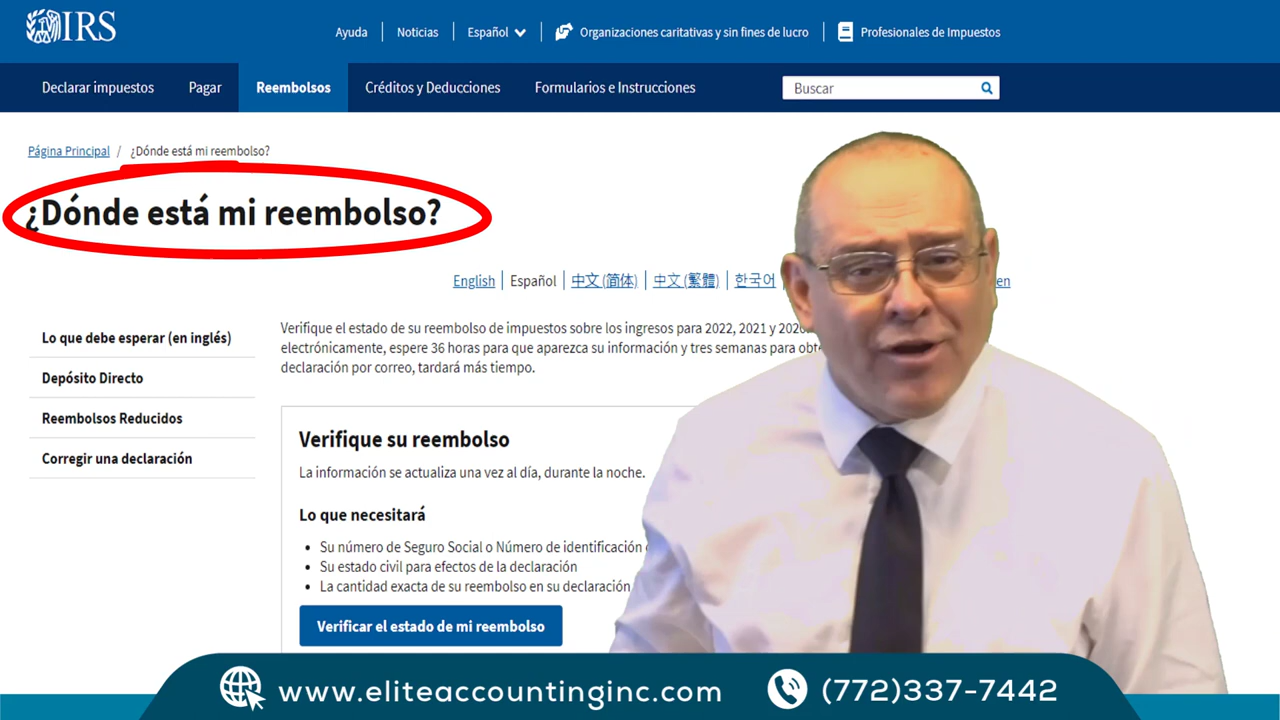 IRS
Ayuda
Noticias
Español
Organizaciones caritativas y sin fines de lucro
Profesionales de Impuestos
Declarar impuestos
Pagar
Reembolsos
Créditos y Deducciones
Formularios e Instrucciones
Buscar
Página Principal / ¿Dónde está mi reembolso?
¿Dónde está mi reembolso?
English
Español
中文 (简体)
中文 (繁體)
한국어
en
Lo que debe esperar (en inglés)
Depósito Directo
Reembolsos Reducidos
Corregir una declaración
Verifique el estado de su reembolso de impuestos sobre los ingresos para 2022, 2021 y 2020.
electrónicamente, espere 36 horas para que aparezca su información y tres semanas para
declaración por correo, tardará más tiempo.
Verifique su reembolso
La información se actualiza una vez al día, durante la noche.
Lo que necesitará
• Su número de Seguro Social o Número de identificación
• Su estado civil para efectos de la declaración
• La cantidad exacta de su reembolso en su declaración
Verificar el estado de mi reembolso
www.eliteaccountinginc.com
(772)337-7442